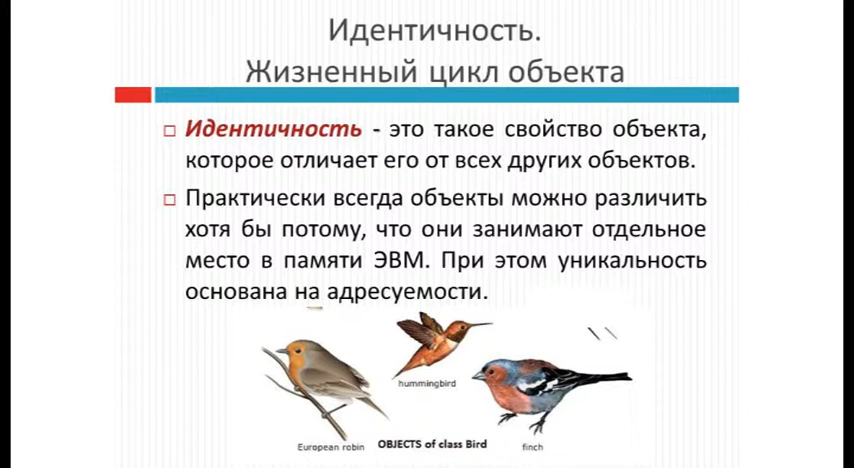 Идентичность.
Жизненный цикл объекта
Идентичность - это такое свойство объекта,
которое отличает его от всех других объектов.
Практически всегда объекты можно различить
хотя бы потому, что они занимают отдельное
место в памяти ЭВМ. При этом уникальность
основана на адресуемости.
hummingbird
European robin
OBJECTS of class Bird
finch